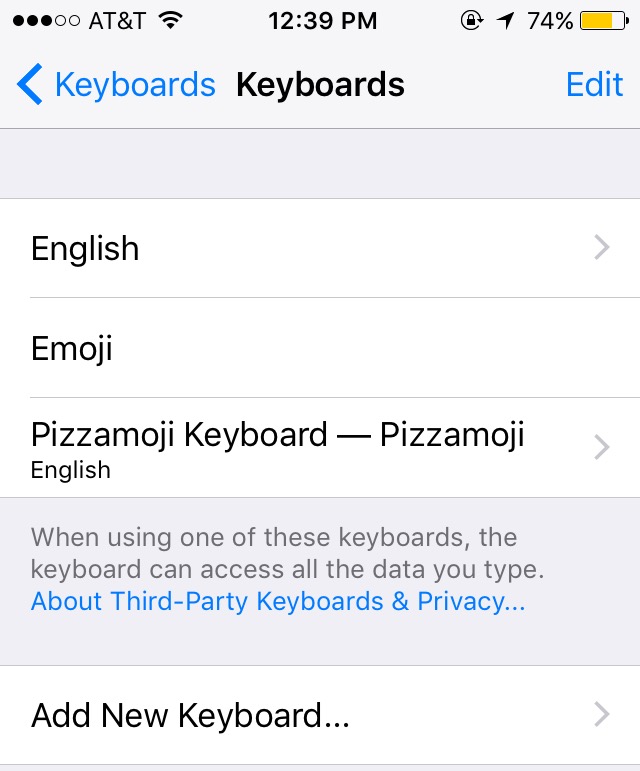 AT&T 12:39 PM 74%
Keyboards Keyboards Edit
English
Emoji
Pizzamoji Keyboard — Pizzamoji
English
When using one of these keyboards, the
keyboard can access all the data you type.
About Third-Party Keyboards & Privacy...
Add New Keyboard...